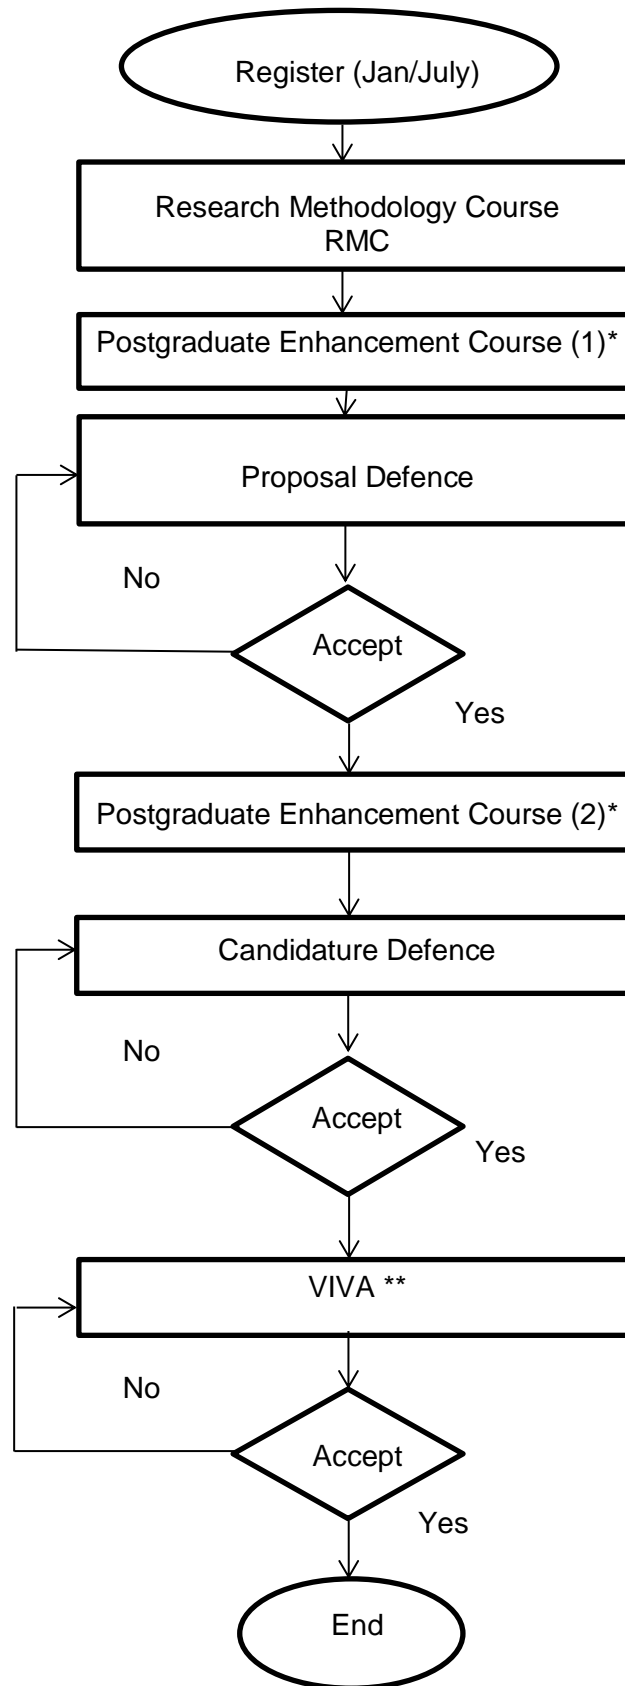 Register (Jan/July)
Research Methodology Course
RMC
Postgraduate Enhancement Course (1)*
Proposal Defence
No
Accept
Yes
Postgraduate Enhancement Course (2)*
Candidature Defence
No
Accept
Yes
VIVA **
No
Accept
Yes
End